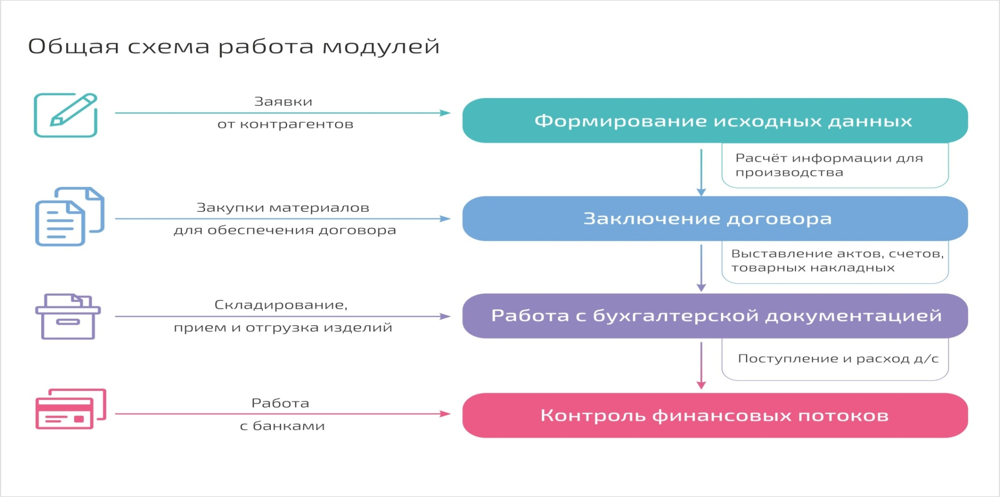 Общая схема работа модулей
Заявки
от контрагентов
Формирование исходных данных
Расчёт информации для
производства
Закупки материалов
для обеспечения договора
Заключение договора
Выставление актов, счетов,
товарных накладных
Складирование,
прием и отгрузка изделий
Работа с бухгалтерской документацией
Поступление и расход д/с
Работа
с банками
Контроль финансовых потоков